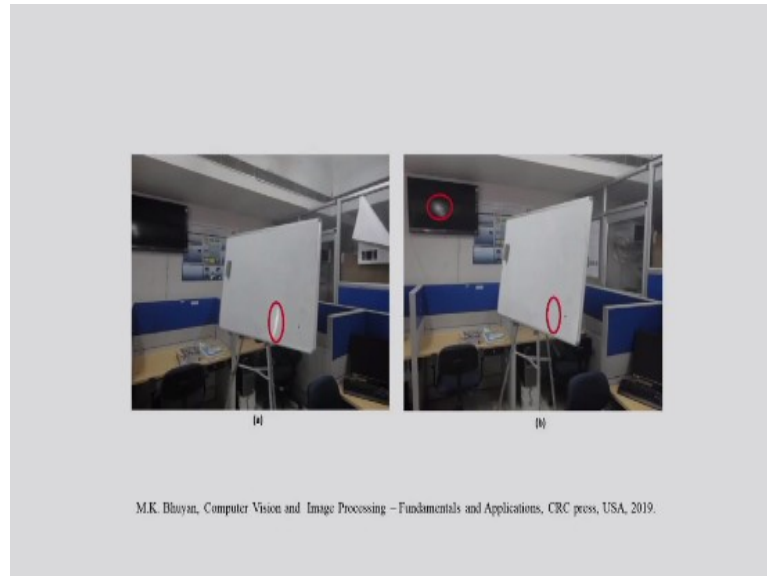 (a)
(b)
M.K. Bhuyan, Computer Vision and Image Processing – Fundamentals and Applications, CRC press, USA, 2019.